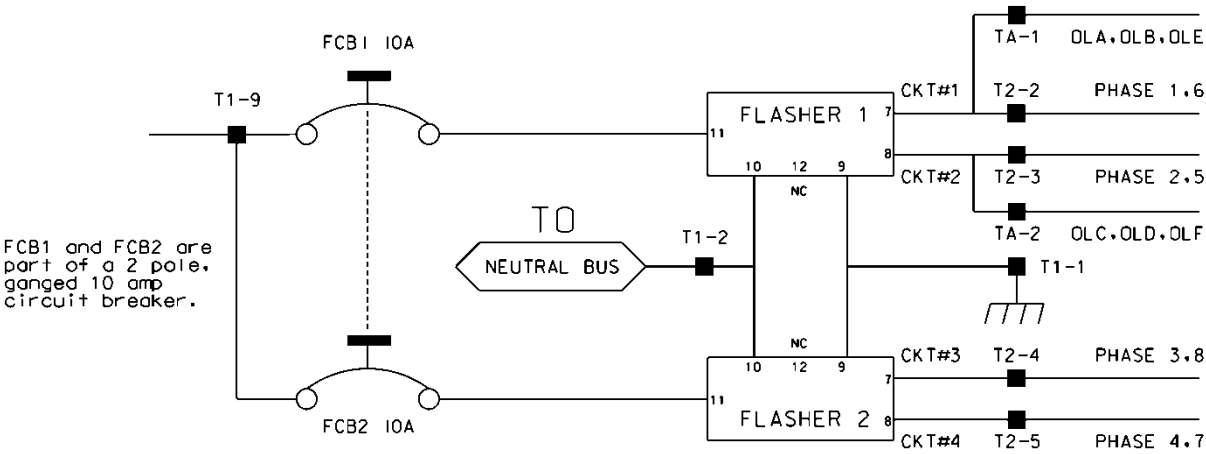 TA-1 OLA,OLB,OLE
FCB1 10A
T1-9
CKT#1 T2-2 PHASE 1,6
FLASHER 1 7
11
8
10 12 9
NC
CKT#2 T2-3 PHASE 2,5
TO
T1-2
TA-2 OLC,OLD,OLF
NEUTRAL BUS
T1-1
FCB1 and FCB2 are
part of a 2 pole,
ganged 10 amp
circuit breaker.
NC
CKT#3 T2-4 PHASE 3,8
10 12 9
7
11
FLASHER 2 8
FCB2 10A
CKT#4 T2-5 PHASE 4,7